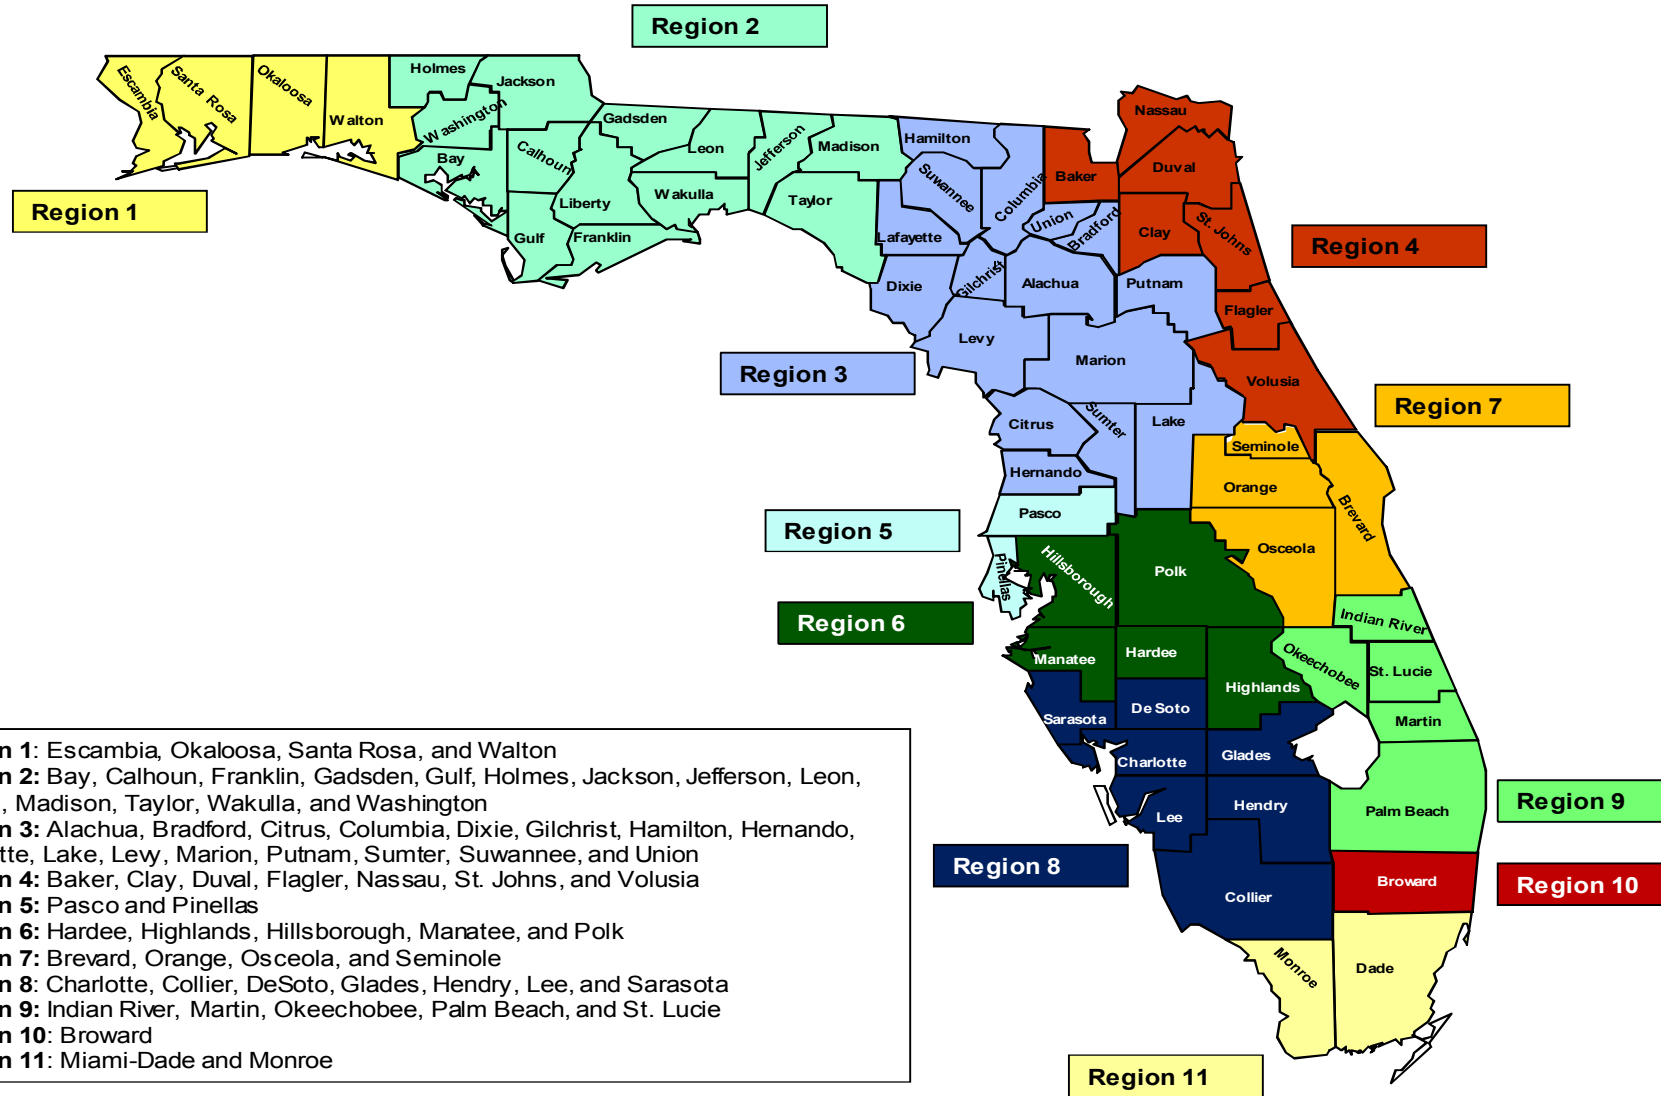 Region 2
Holmes
Jackson
Escambia
Santa Rosa
Okaloosa
Walton
Washington
Bay
Calhoun
Gadsden
Leon
Jefferson
Madison
Liberty
Wakulla
Taylor
Gulf
Franklin
Region 1
Hamilton
Suwannee
Columbia
Lafayette
Union
Bradford
Dixie
Gilchrist
Alachua
Putnam
Levy
Marion
Citrus
Sumter
Lake
Hernando
Region 3
Nassau
Duval
Baker
Clay
St. Johns
Flagler
Volusia
Region 4
Region 7
Seminole
Orange
Brevard
Osceola
Pasco
Pinellas
Region 5
Hillsborough
Polk
Manatee
Hardee
Highlands
Region 6
Indian River
Okeechobee
St. Lucie
Martin
Palm Beach
Region 9
Sarasota
De Soto
Charlotte
Glades
Lee
Hendry
Collier
Region 8
Broward
Region 10
Monroe
Dade
Region 11
n 1: Escambia, Okaloosa, Santa Rosa, and Walton
n 2: Bay, Calhoun, Franklin, Gadsden, Gulf, Holmes, Jackson, Jefferson, Leon,
, Madison, Taylor, Wakulla, and Washington
n 3: Alachua, Bradford, Citrus, Columbia, Dixie, Gilchrist, Hamilton, Hernando,
tte, Lake, Levy, Marion, Putnam, Sumter, Suwannee, and Union
n 4: Baker, Clay, Duval, Flagler, Nassau, St. Johns, and Volusia
n 5: Pasco and Pinellas
n 6: Hardee, Highlands, Hillsborough, Manatee, and Polk
n 7: Brevard, Orange, Osceola, and Seminole
n 8: Charlotte, Collier, DeSoto, Glades, Hendry, Lee, and Sarasota
n 9: Indian River, Martin, Okeechobee, Palm Beach, and St. Lucie
n 10: Broward
n 11: Miami-Dade and Monroe